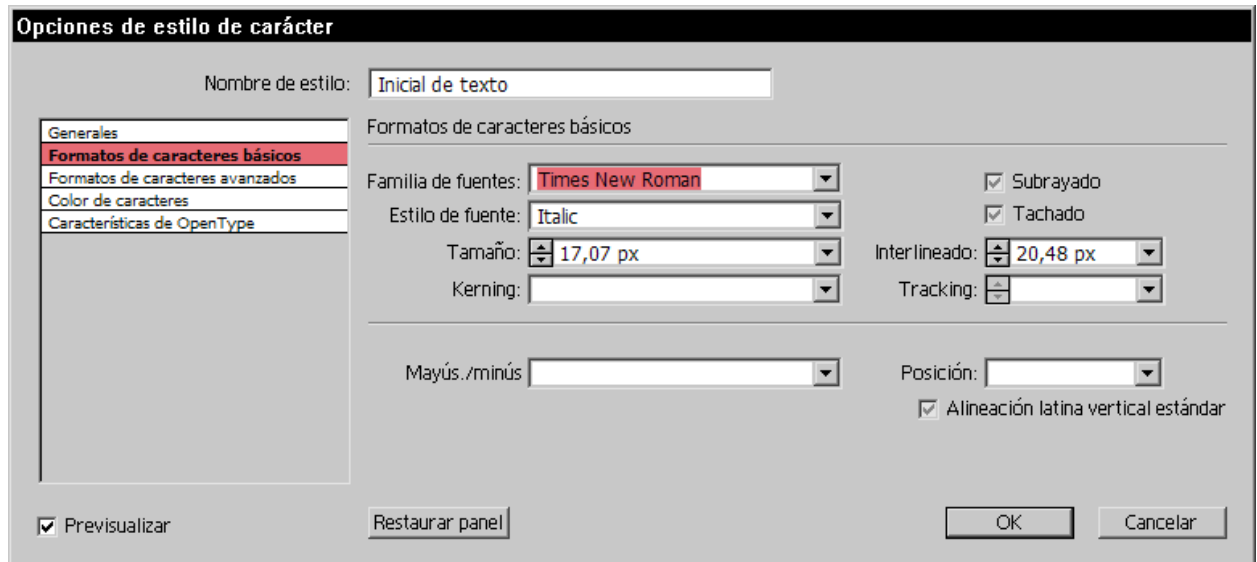 Opciones de estilo de carácter
Nombre de estilo: Inicial de texto
Generales
Formatos de caracteres básicos
Formatos de caracteres avanzados
Color de caracteres
Características de OpenType
Formatos de caracteres básicos
Familia de fuentes: Times New Roman Subrayado
Estilo de fuente: Italic Tachado
Tamaño: 17,07 px Interlineado: 20,48 px
Kerning: Tracking:
Mayús./minús Posición:
Alineación latina vertical estándar
Previsualizar Restaurar panel OK Cancelar